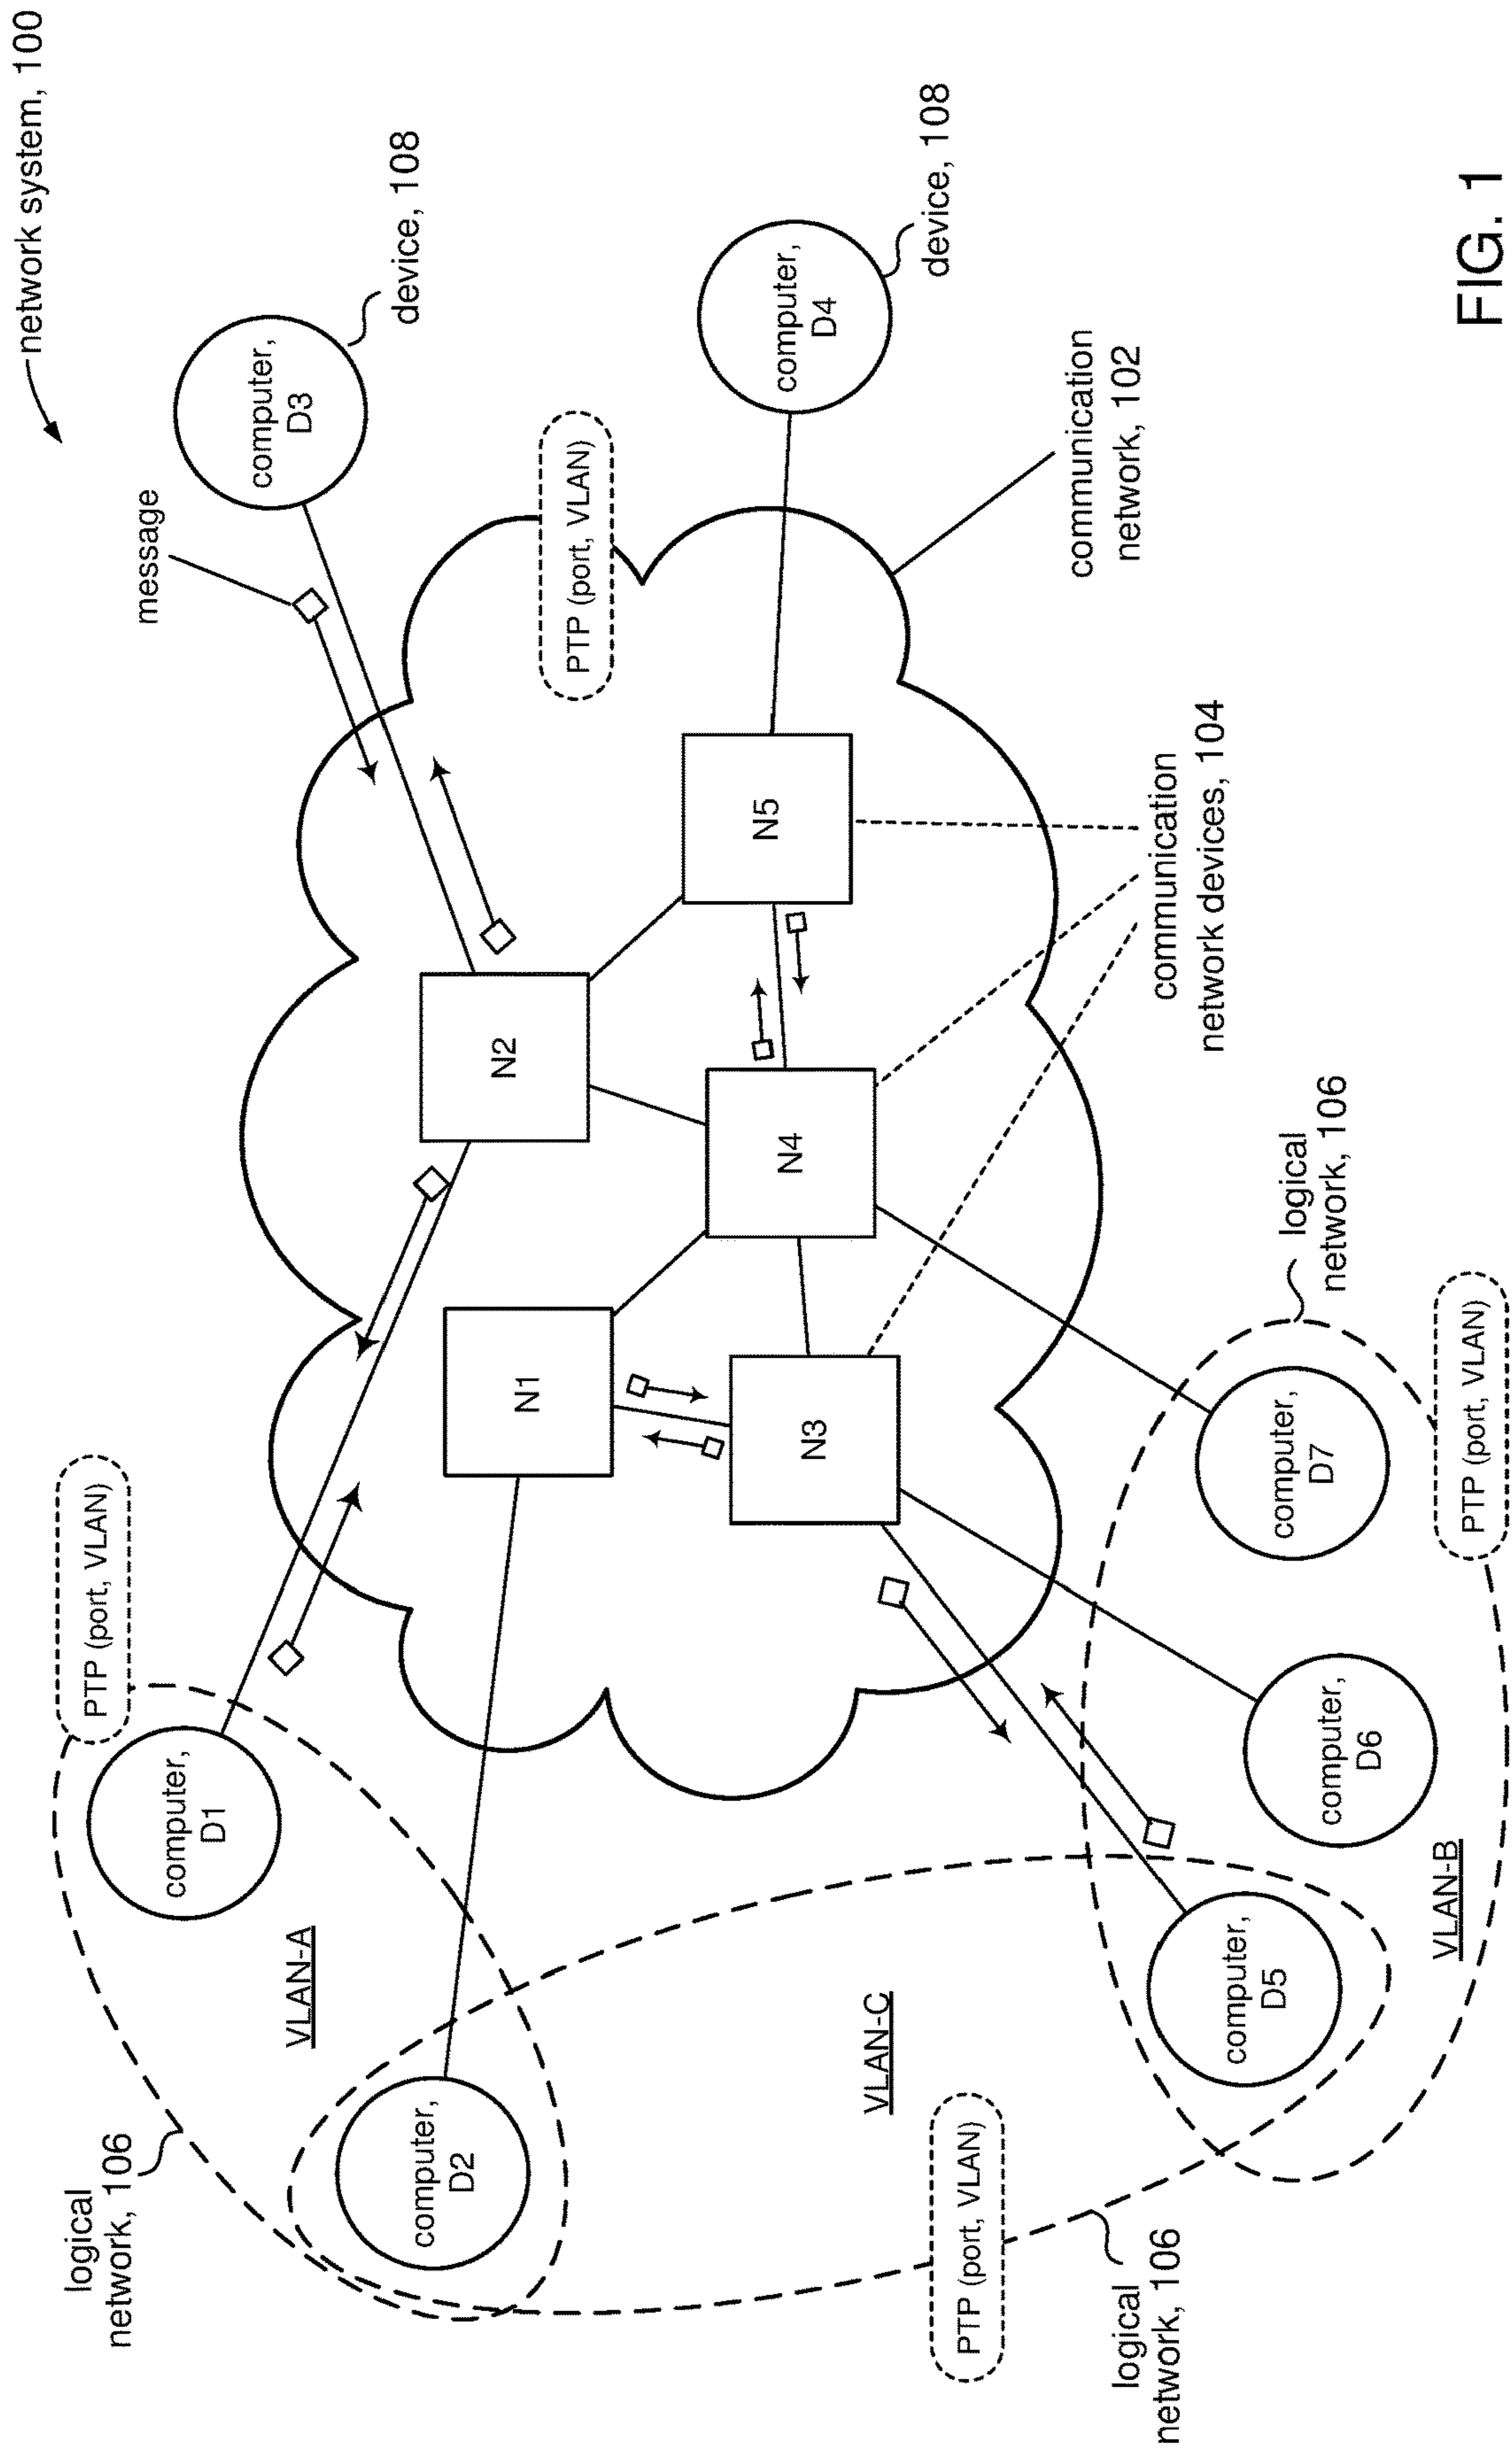 network system, 100
logical
network, 106
PTP (port, VLAN)
computer,
D1
message
computer,
D3
device, 108
VLAN-A
computer,
D2
N1
N2
PTP (port, VLAN)
N3
N4
N5
computer,
D4
device, 108
VLAN-C
PTP (port, VLAN)
communication
network, 102
communication
network devices, 104
logical
network, 106
computer,
D5
computer,
D6
computer,
D7
logical
network, 106
VLAN-B
PTP (port, VLAN)
FIG. 1